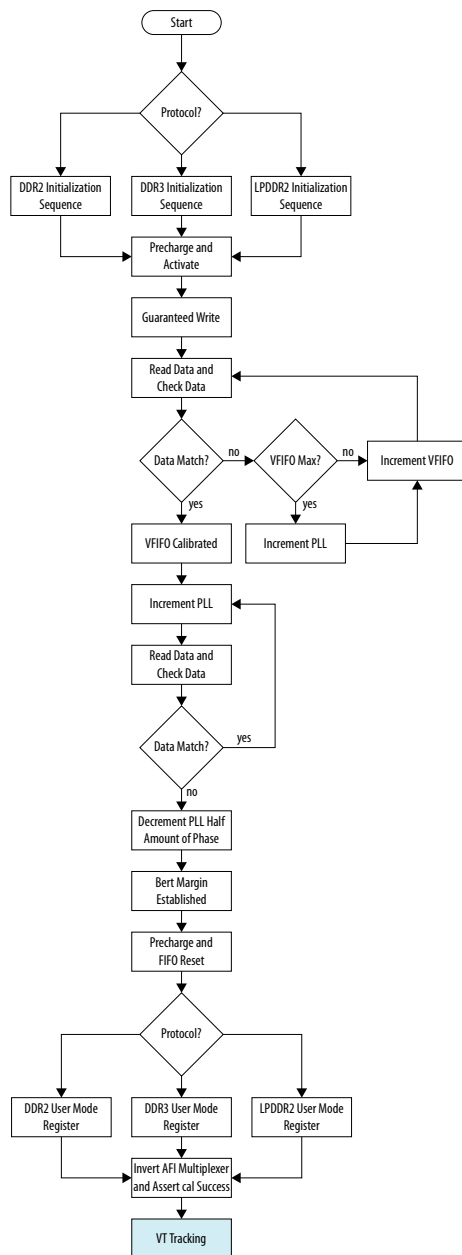 Start
Protocol?
DDR2 Initialization
Sequence
DDR3 Initialization
Sequence
LPDDR2 Initialization
Sequence
Precharge and
Activate
Guaranteed Write
Read Data and
Check Data
Data Match?
no
VFIFO Max?
no
Increment VFIFO
yes
yes
VFIFO Calibrated
Increment PLL
Increment PLL
Read Data and
Check Data
Data Match?
yes
no
Decrement PLL Half
Amount of Phase
Bert Margin
Established
Precharge and
FIFO Reset
Protocol?
DDR2 User Mode
Register
DDR3 User Mode
Register
LPDDR2 User Mode
Register
Invert AFI Multiplexer
and Assert cal Success
VT Tracking